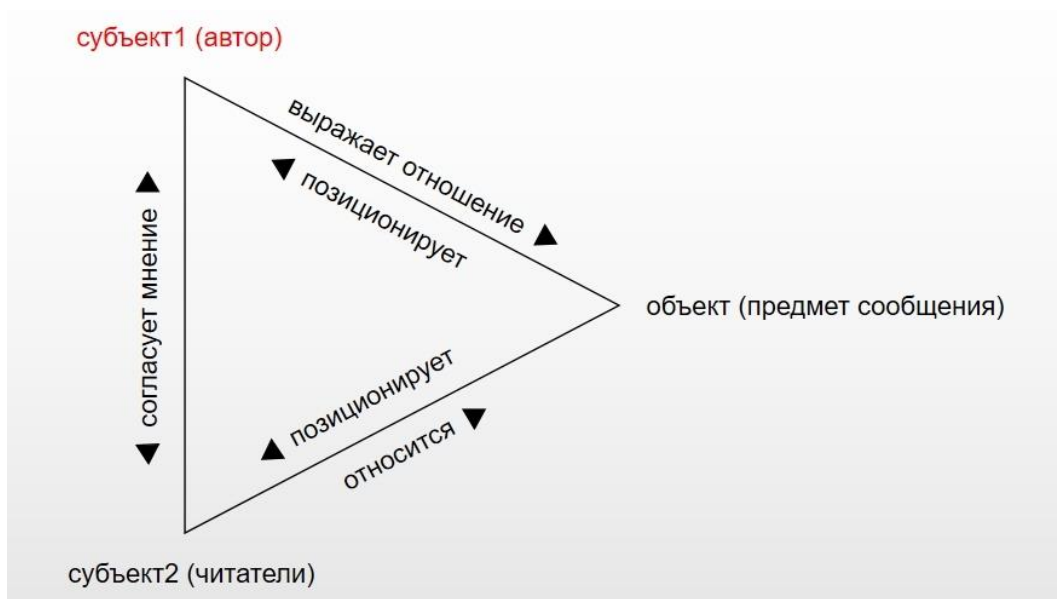 субъект1 (автор)
выражает отношение
позиционирует
согласует мнение
объект (предмет сообщения)
позиционирует
относится
субъект2 (читатели)